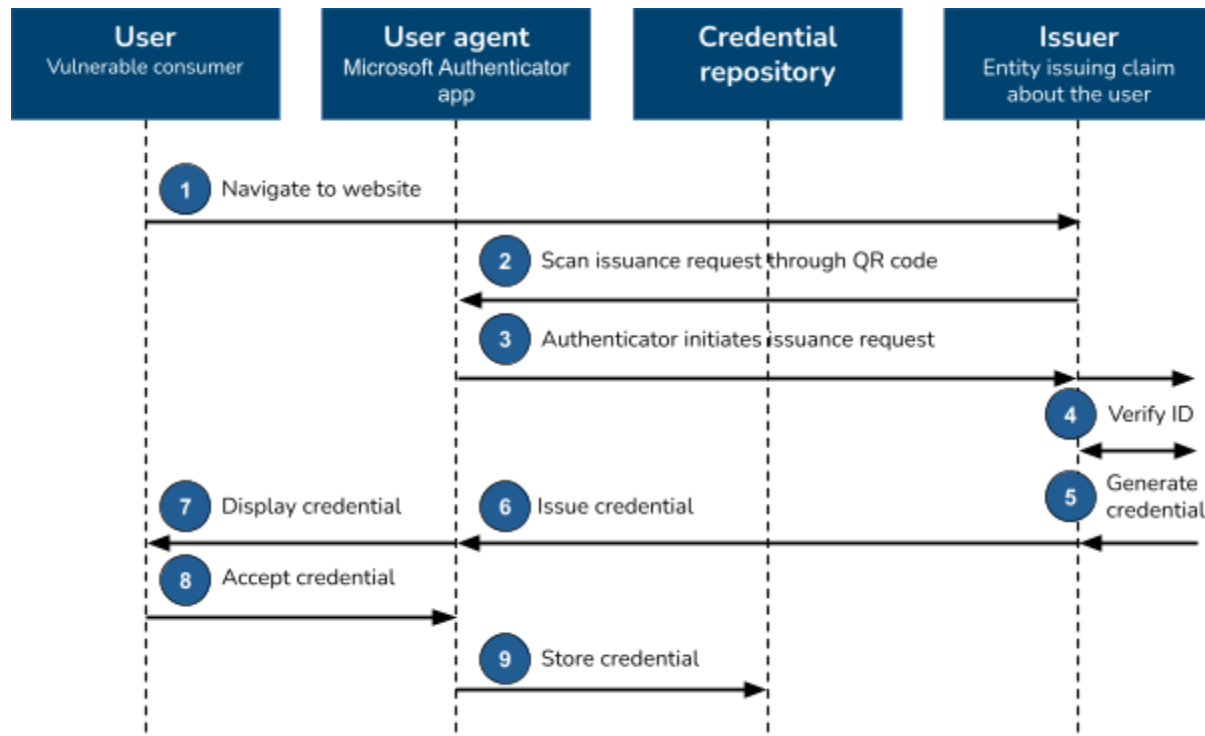 User
Vulnerable consumer
User agent
Microsoft Authenticator
app
Credential
repository
Issuer
Entity issuing claim
about the user
1 Navigate to website
2 Scan issuance request through QR code
3 Authenticator initiates issuance request
4 Verify ID
5 Generate
credential
6 Issue credential
7 Display credential
8 Accept credential
9 Store credential